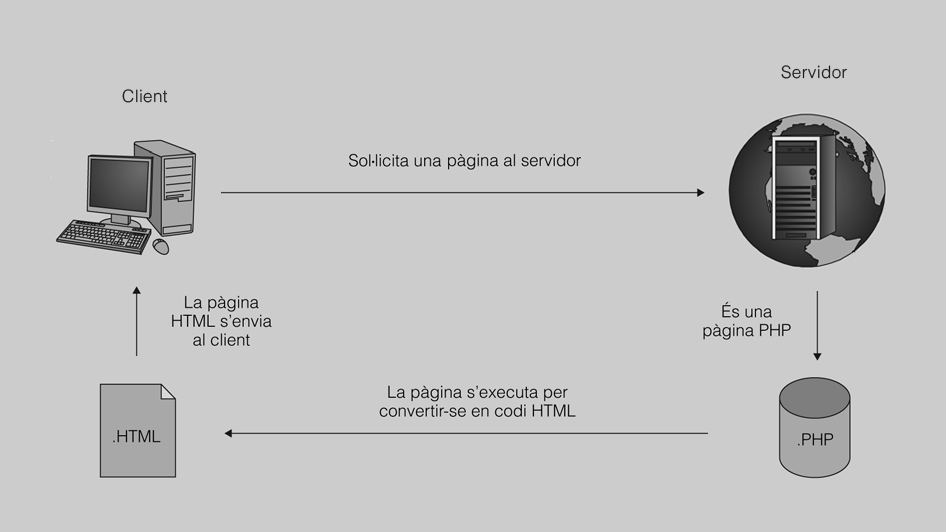 Client
Servidor
Sol·licita una pàgina al servidor
És una
pàgina PHP
.PHP
La pàgina s'executa per
convertir-se en codi HTML
.HTML
La pàgina
HTML s'envia
al client